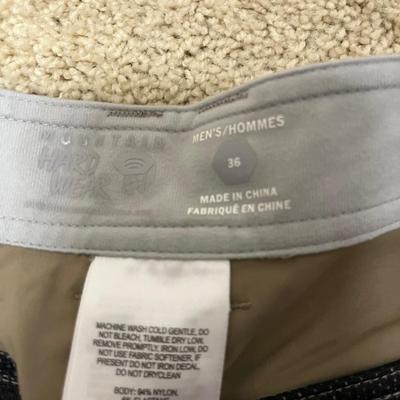 MOUNTAIN
HARD
WEAR
MEN'S/HOMMES
36
MADE IN CHINA
FABRIQUÉ EN CHINE
MACHINE WASH COLD GENTLE, DO
NOT BLEACH, TUMBLE DRY LOW,
REMOVE PROMPTLY, IRON LOW, DO
NOT USE FABRIC SOFTENER. IF
PRESENT DO NOT IRON DECAL,
DO NOT DRYCLEAN
BODY: 94% NYLON,